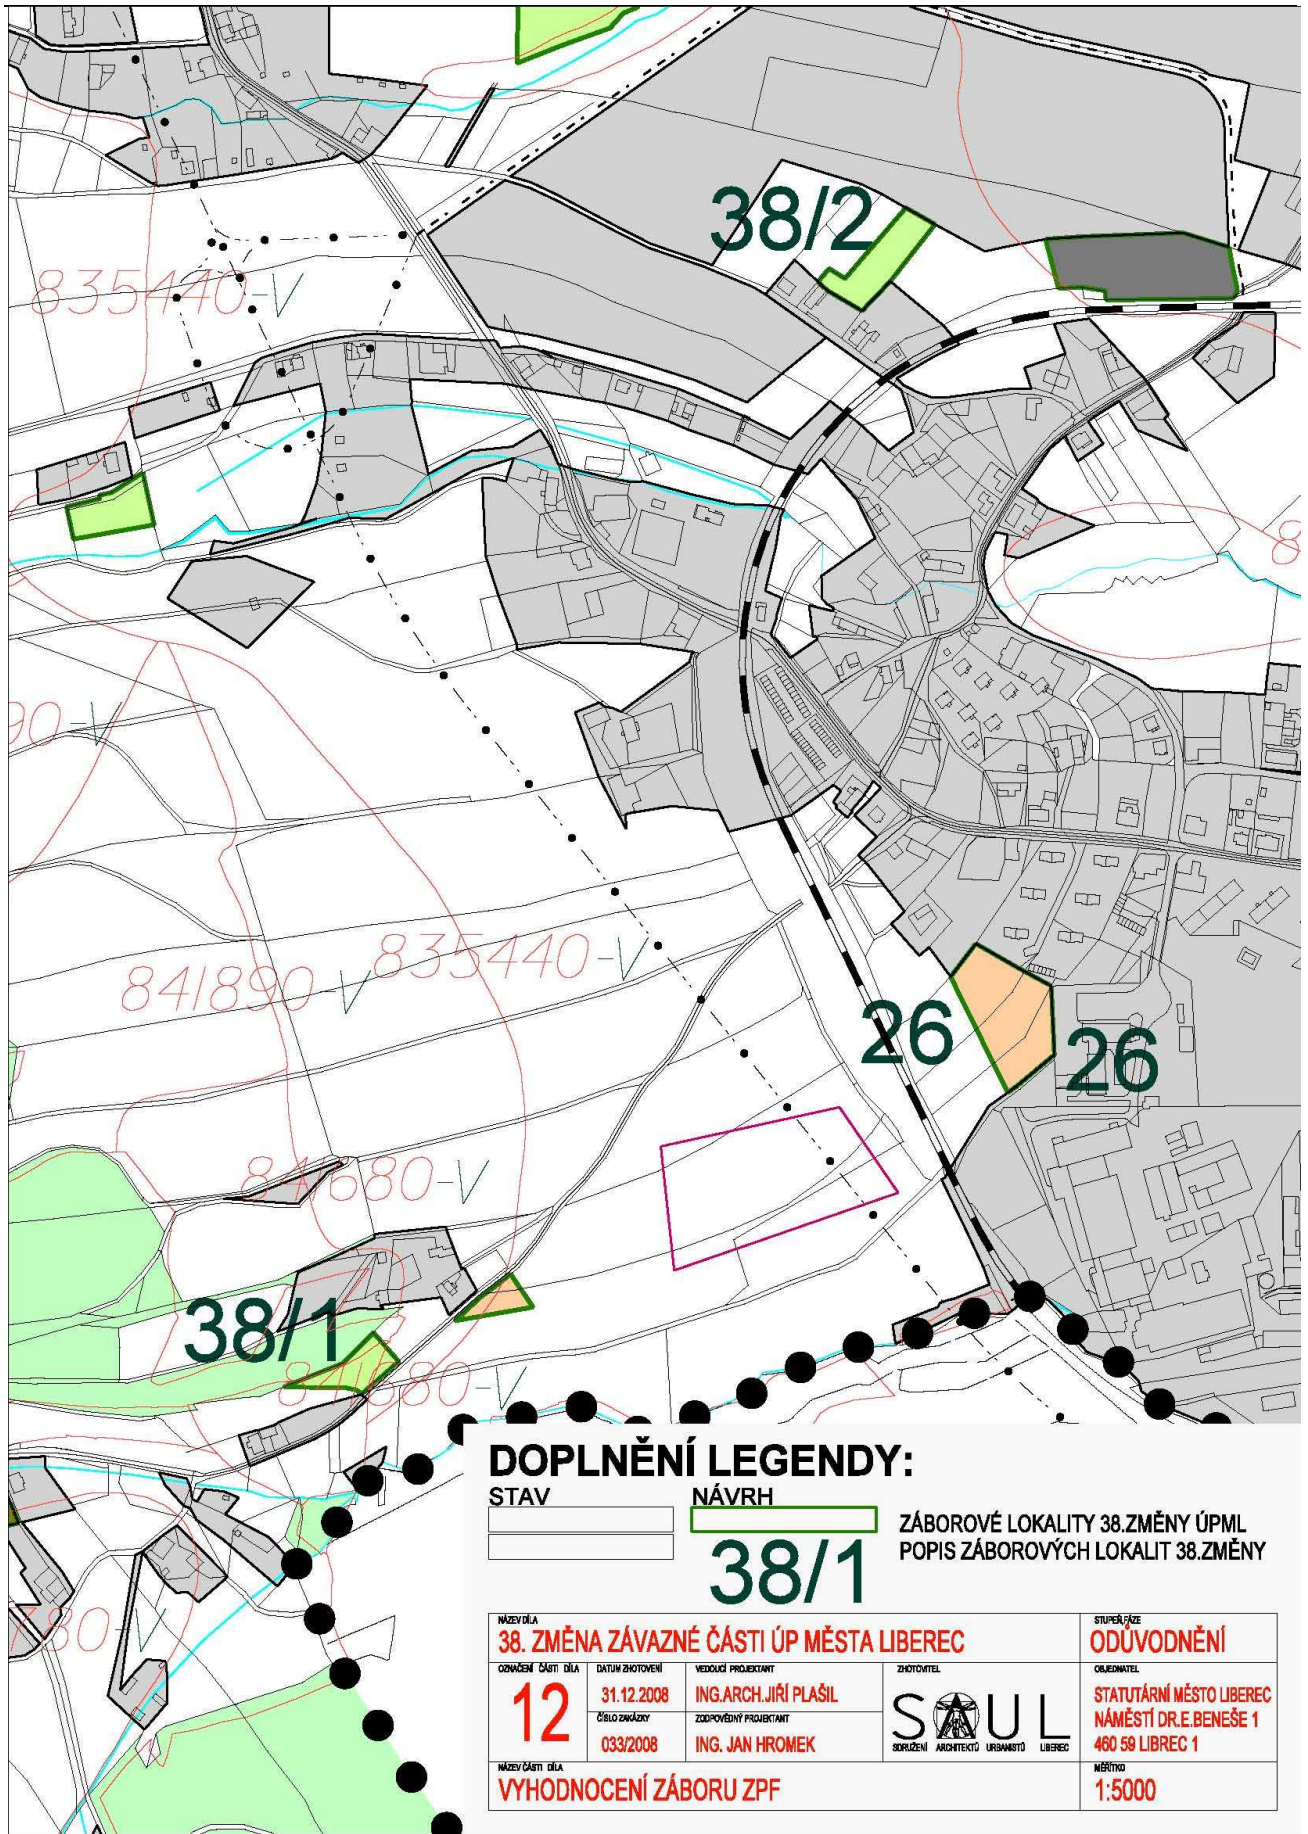 38/2
835440-V
90-V
841890-V
835440-V
26
26
84680-V
38/1
84680-V
780-V
DOPLNĚNÍ LEGENDY:
STAV
NÁVRH
ZÁBOROVÉ LOKALITY 38.ZMĚNY ÚPML
38/1
POPIS ZÁBOROVÝCH LOKALIT 38.ZMĚNY
NÁZEV DÍLA
38. ZMĚNA ZÁVAZNÉ ČÁSTI ÚP MĚSTA LIBEREC
STUPEŇ, FÁZE
ODŮVODNĚNÍ
OZNAČENÍ ČÁSTI DÍLA
12
DATUM ZHOTOVENÍ
31.12.2008
ČÍSLO ZAKÁZKY
033/2008
VEDOUCÍ PROJEKTANT
ING.ARCH.JIŘÍ PLAŠIL
ZODPOVĚDNÝ PROJEKTANT
ING. JAN HROMEK
ZHOTOVITEL
SAUL
SDRUŽENÍ ARCHITEKTŮ URBANISTŮ LIBEREC
OBJEDNATEL
STATUTÁRNÍ MĚSTO LIBEREC
NÁMĚSTÍ DR.E.BENEŠE 1
460 59 LIBREC 1
NÁZEV ČÁSTI DÍLA
VYHODNOCENÍ ZÁBORU ZPF
MĚŘÍTKO
1:5000